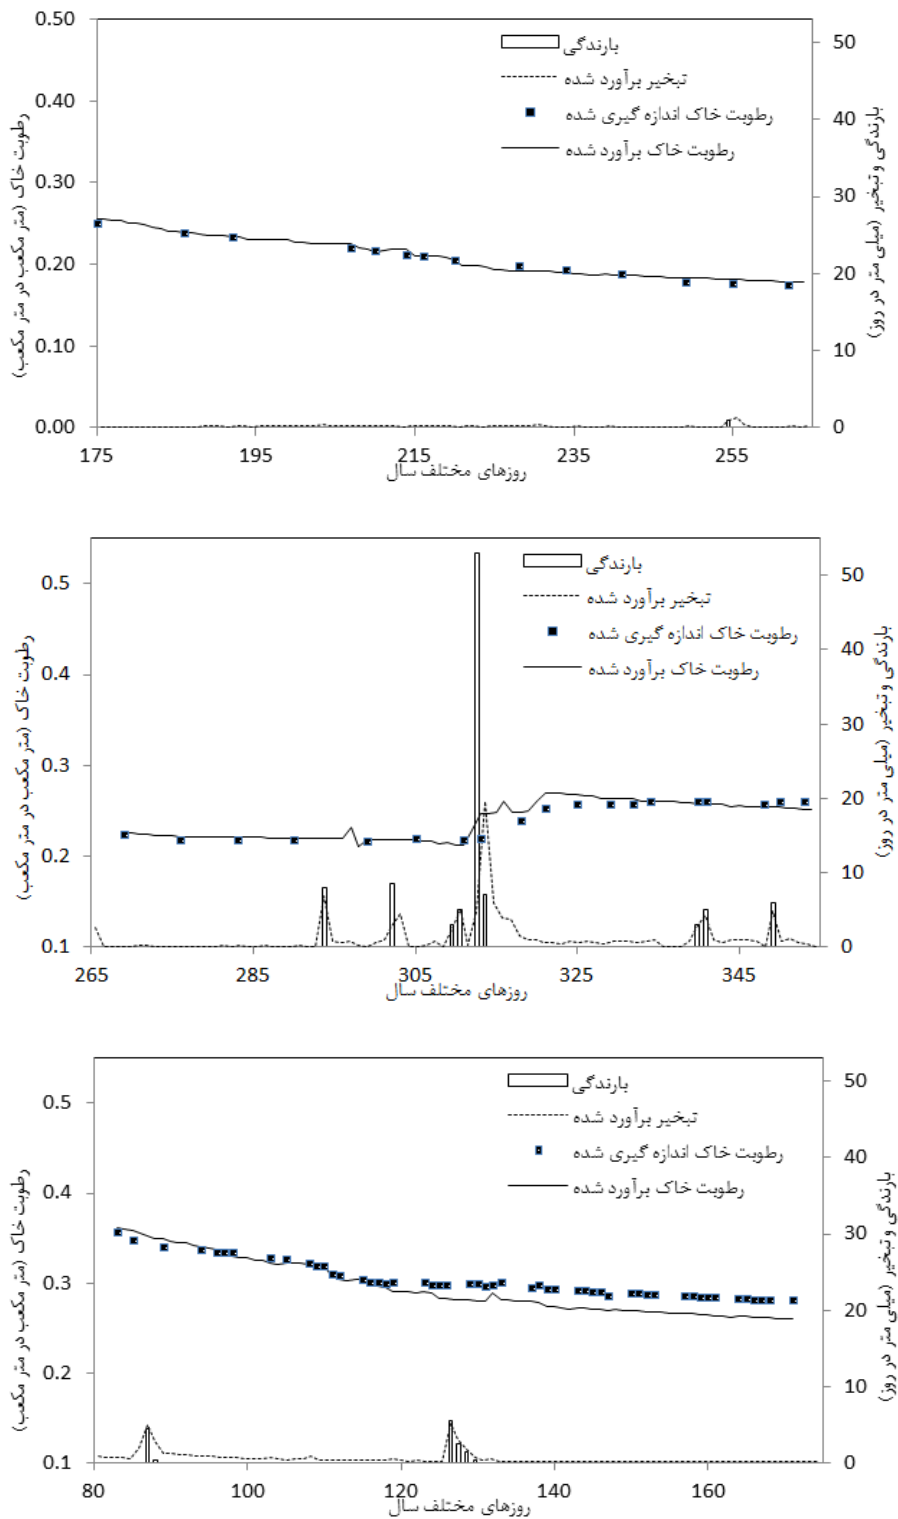 رطوبت خاک (متر مکعب در متر مکعب)
0.50
0.40
0.30
0.20
0.10
0.00
بارندگی
تبخیر برآورد شده
رطوبت خاک اندازه گیری شده
رطوبت خاک برآورد شده
50
40
30
20
10
0
بارندگی و تبخیر (میلی متر در روز)
175 195 215 235 255
روزهای مختلف سال
رطوبت خاک (متر مکعب در متر مکعب)
0.5
0.4
0.3
0.2
0.1
بارندگی
تبخیر برآورد شده
رطوبت خاک اندازه گیری شده
رطوبت خاک برآورد شده
50
40
30
20
10
0
بارندگی و تبخیر (میلی متر در روز)
265 285 305 325 345
روزهای مختلف سال
رطوبت خاک (متر مکعب در متر مکعب)
0.5
0.4
0.3
0.2
0.1
بارندگی
تبخیر برآورد شده
رطوبت خاک اندازه گیری شده
رطوبت خاک برآورد شده
50
40
30
20
10
0
بارندگی و تبخیر (میلی متر در روز)
80 100 120 140 160
روزهای مختلف سال